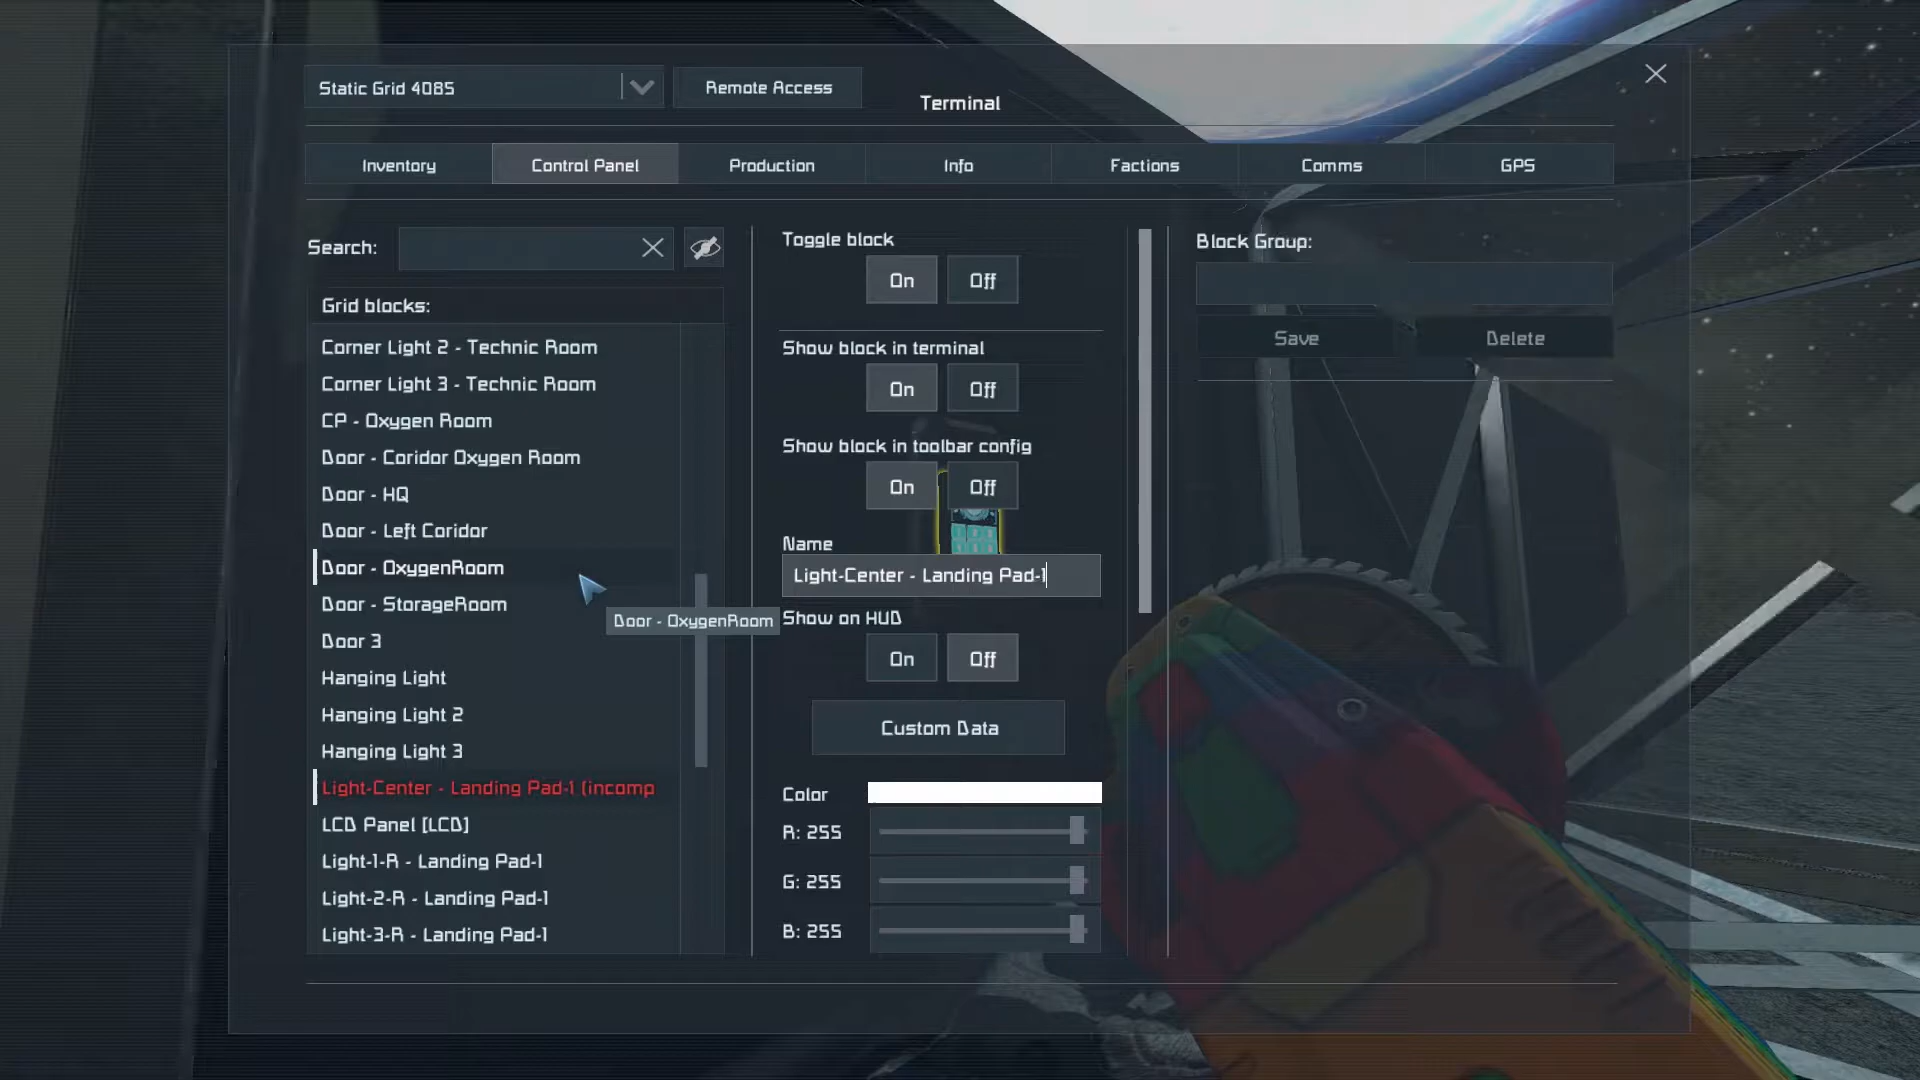 Static Grid 4085
Remote Access
Terminal
Inventory
Control Panel
Production
Info
Factions
Comms
GPS
Search:
Grid blocks:
Corner Light 2 - Technic Room
Corner Light 3 - Technic Room
CP - Oxygen Room
Door - Coridor Oxygen Room
Door - HQ
Door - Left Coridor
Door - OxygenRoom
Door - StorageRoom
Door 3
Hanging Light
Hanging Light 2
Hanging Light 3
Light-Center - Landing Pad-1 (incomp
LCD Panel [LCD]
Light-1-R - Landing Pad-1
Light-2-R - Landing Pad-1
Light-3-R - Landing Pad-1
Door - OxygenRoom
Toggle block
On Off
Show block in terminal
On Off
Show block in toolbar config
On Off
Name
Light-Center - Landing Pad-1
Show on HUD
On Off
Custom Data
Color
R: 255
G: 255
B: 255
Block Group:
Save Delete